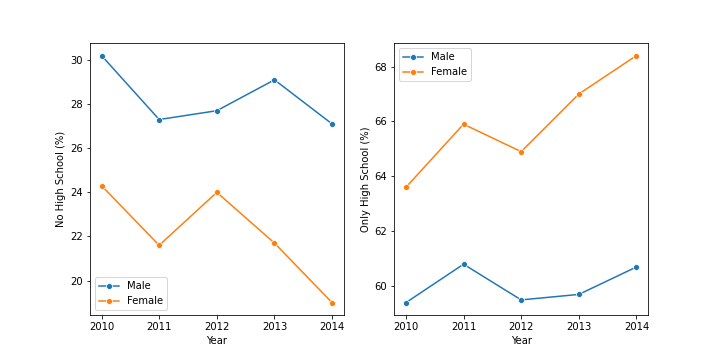 No High School (%)
30
28
26
24
22
20
Male
Female
2010 2011 2012 2013 2014
Year
Only High School (%)
68
66
64
62
60
Male
Female
2010 2011 2012 2013 2014
Year